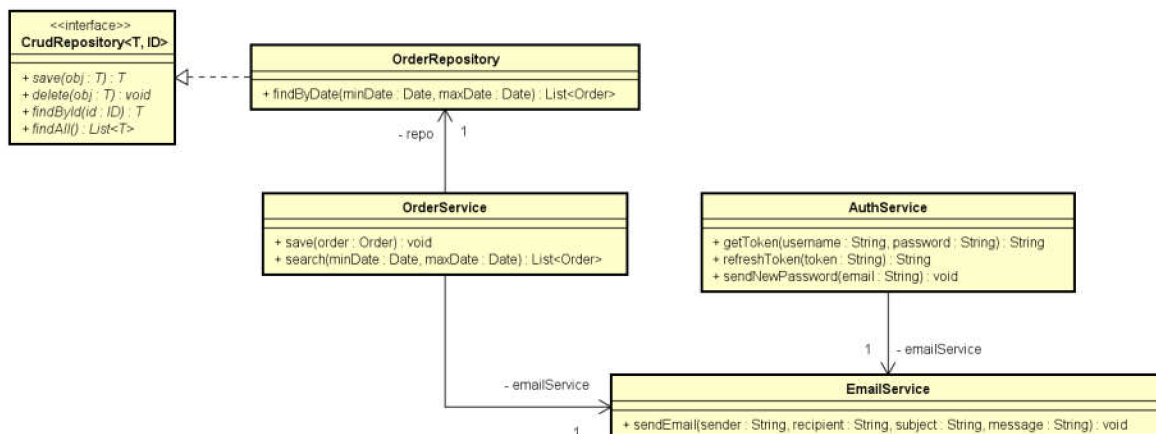 <<interface>>
CrudRepository<T, ID>
+ save(obj : T) : T
+ delete(obj : T) : void
+ findById(id : ID) : T
+ findAll() : List<T>
OrderRepository
+ findByDate(minDate : Date, maxDate : Date) : List<Order>
- repo
1
OrderService
+ save(order : Order) : void
+ search(minDate : Date, maxDate : Date) : List<Order>
AuthService
+ getToken(username : String, password : String) : String
+ refreshToken(token : String) : String
+ sendNewPassword(email : String) : void
1
- emailService
- emailService
1
EmailService
+ sendEmail(sender : String, recipient : String, subject : String, message : String) : void